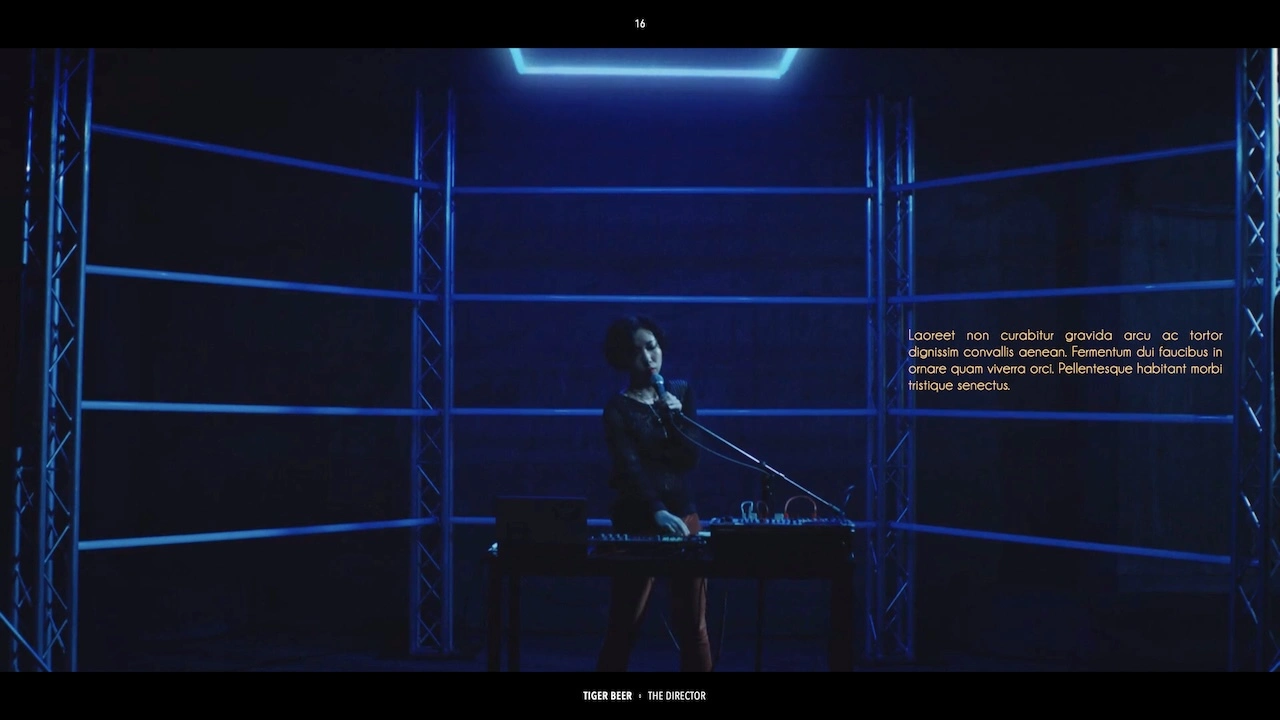 16
Laoreet non curabitur gravida arcu ac tortor
dignissim convallis aenean. Fermentum dui faucibus in
ornare quam viverra orci. Pellentesque habitant morbi
tristique senectus.
TIGER BEER ı THE DIRECTOR